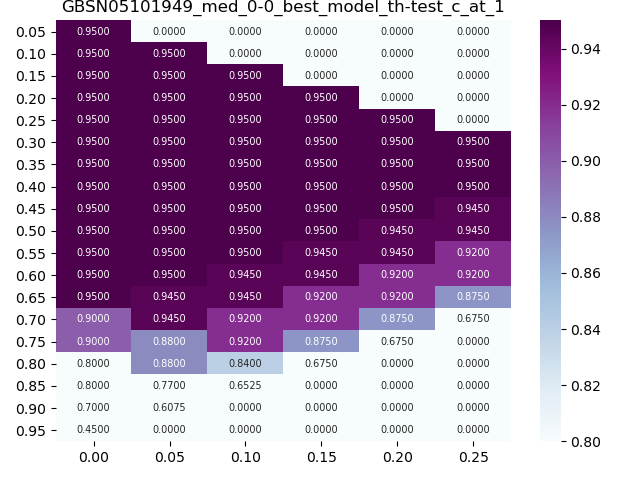 GBSN05101949_med_0-0_best_model_th-test_c_at_1
0.05 0.9500 0.0000 0.0000 0.0000 0.0000 0.0000
0.10 0.9500 0.9500 0.0000 0.0000 0.0000 0.0000
0.15 0.9500 0.9500 0.9500 0.0000 0.0000 0.0000
0.20 0.9500 0.9500 0.9500 0.9500 0.0000 0.0000
0.25 0.9500 0.9500 0.9500 0.9500 0.9500 0.0000
0.30 0.9500 0.9500 0.9500 0.9500 0.9500 0.9500
0.35 0.9500 0.9500 0.9500 0.9500 0.9500 0.9500
0.40 0.9500 0.9500 0.9500 0.9500 0.9500 0.9500
0.45 0.9500 0.9500 0.9500 0.9500 0.9500 0.9450
0.50 0.9500 0.9500 0.9500 0.9500 0.9450 0.9450
0.55 0.9500 0.9500 0.9500 0.9450 0.9450 0.9200
0.60 0.9500 0.9500 0.9450 0.9450 0.9200 0.9200
0.65 0.9500 0.9450 0.9450 0.9200 0.9200 0.8750
0.70 0.9000 0.9450 0.9200 0.9200 0.8750 0.6750
0.75 0.9000 0.8800 0.9200 0.8750 0.6750 0.0000
0.80 0.8000 0.8800 0.8400 0.6750 0.0000 0.0000
0.85 0.8000 0.7700 0.6525 0.0000 0.0000 0.0000
0.90 0.7000 0.6075 0.0000 0.0000 0.0000 0.0000
0.95 0.4500 0.0000 0.0000 0.0000 0.0000 0.0000
0.00 0.05 0.10 0.15 0.20 0.25
0.94
0.92
0.90
0.88
0.86
0.84
0.82
0.80